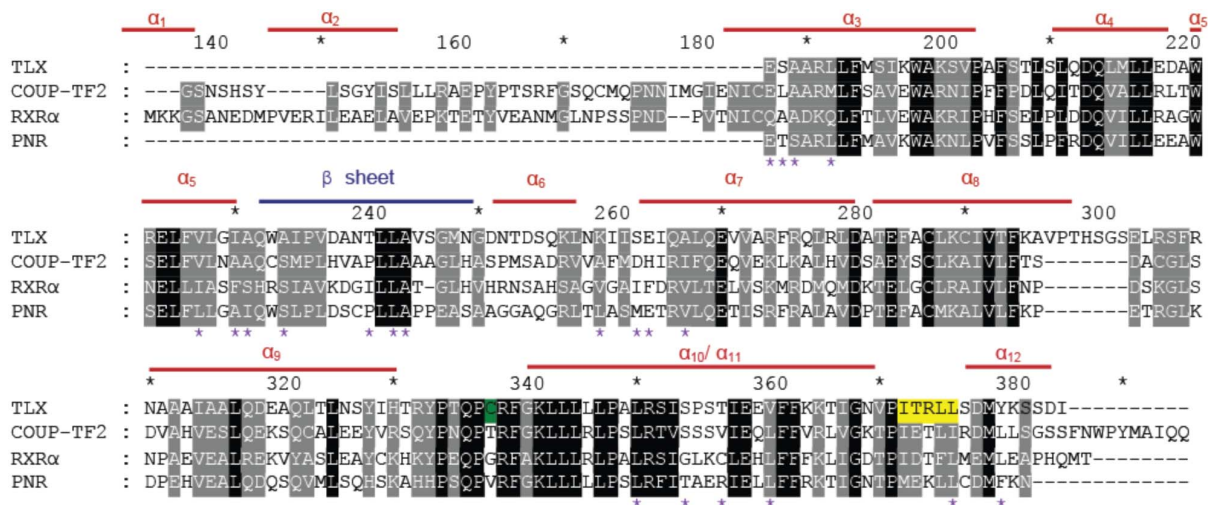 α1 α2 α3 α4 α5
140 * 160 * 180 * 200 * 220
TLX : ---------------------------------------------------ESAARLLFMSIKWAKSVPAFSTLSLQDQLMLLEDAW
COUP-TF2 : ---GSNSHSY-----LSGYISLLLRAEPYPTSRFGSQCMQPNNIMGIENICELAARMLFSAVEWARNIPFFPDLQITDQVALLRLTW
RXRα : MKKGSANEDMPVERILEAELAVEPKTETYVEANMGLNPSSPND--PVTNICQAADKQLFTLVEWAKRIPHFSELPLDDQVILLRAGW
PNR : ---------------------------------------------------ETSARLLFMAVKWAKNLPVFSSLPFRDQVILLEEAW
* * * *
α5 β sheet α6 α7 α8
* 240 * 260 * 280 * 300
TLX : RELFVLGIAQWAIPVDANTLLAVSGMNGDNTDSQKLNKIISEIQALQEVVARFRQLRLDATEFACLKCIVTFKAVPTHSGSELRSFR
COUP-TF2 : SELFVLNAAQCSMPLHVAPLLAAAGLHASPMSADRVVAFMDHIRIFQEQVEKLKALHVDSAEYSCLKAIVLFTS------DACGLS
RXRα : NELLIASFSHRSIAVKDGILLAT-GLHVHRNSAHSAGVGAIFDRVLTELVSKMRDMQMDKTELGCLRAIVLFNP------DSKGLS
PNR : SELFLLGAIQWSLPLDSCPLLAPPEASAAGGAQGRLTLASMETRVLQETISRFRALAVDPTEFACMKALVLFKP------ETRGLK
* * * * * * * * * * *
α9 α10/ α11 α12
* 320 * 340 * 360 * 380 *
TLX : NAAAIAALQDEAQLTLNSYIHTRYPTQPCRFGKLLLLLPALRSISPSTIEEVFFKKTIGNVPITRLLSDMYKSSDI----------
COUP-TF2 : DVAHVESLQEKSQCALEEYVRSQYPNQPTRFGKLLLRLPSLRTVSSSVIEQLFFVRLVGKTPIETLIRDMLLSGSSFNWPYMAIQQ
RXRα : NPAEVEALREKVYASLEAYCKHKYPEQPGRFAKLLLRLPALRSIGLKCLEHLFFFKLIGDTPIDTFLMEMLEAPHQMT--------
PNR : DPEHVEALQDQSQVMLSQHSKAHHPSQPVRFGKLLLLLPSLRFITAERIELLFFRKTIGNTPMEKLLCDMFKN-------------
* * * * * *